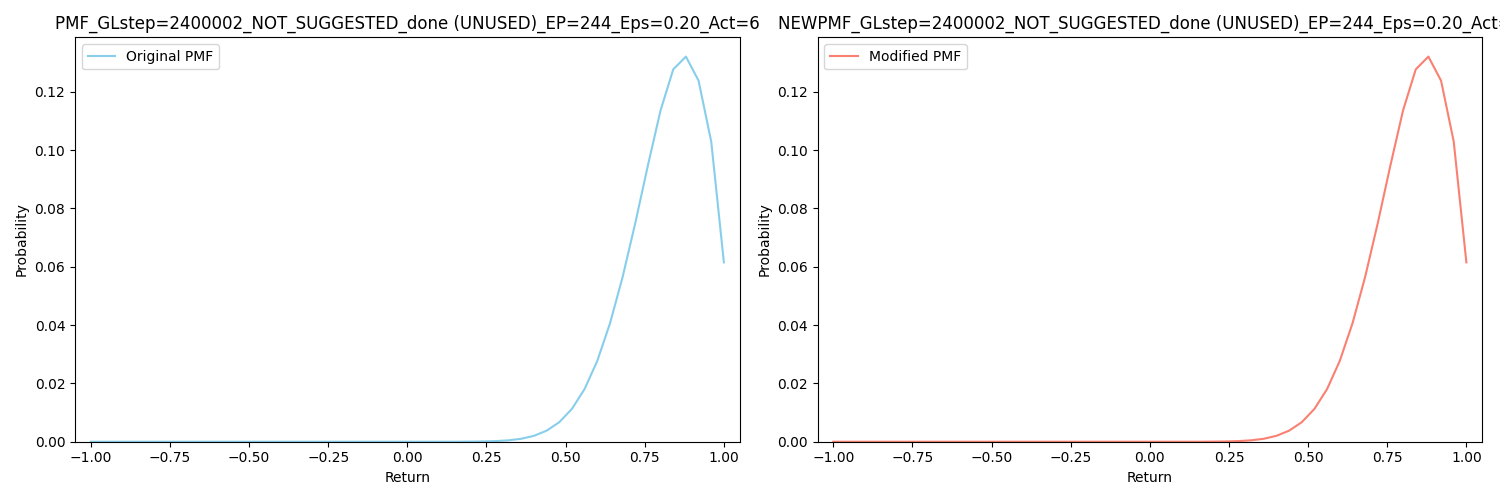 PMF_GLstep=2400002_NOT_SUGGESTED_done (UNUSED)_EP=244_Eps=0.20_Act=6
Original PMF
Probability
0.12
0.10
0.08
0.06
0.04
0.02
0.00
−1.00 −0.75 −0.50 −0.25 0.00 0.25 0.50 0.75 1.00
Return
NEWPMF_GLstep=2400002_NOT_SUGGESTED_done (UNUSED)_EP=244_Eps=0.20_Act=
Modified PMF
Probability
0.12
0.10
0.08
0.06
0.04
0.02
0.00
−1.00 −0.75 −0.50 −0.25 0.00 0.25 0.50 0.75 1.00
Return